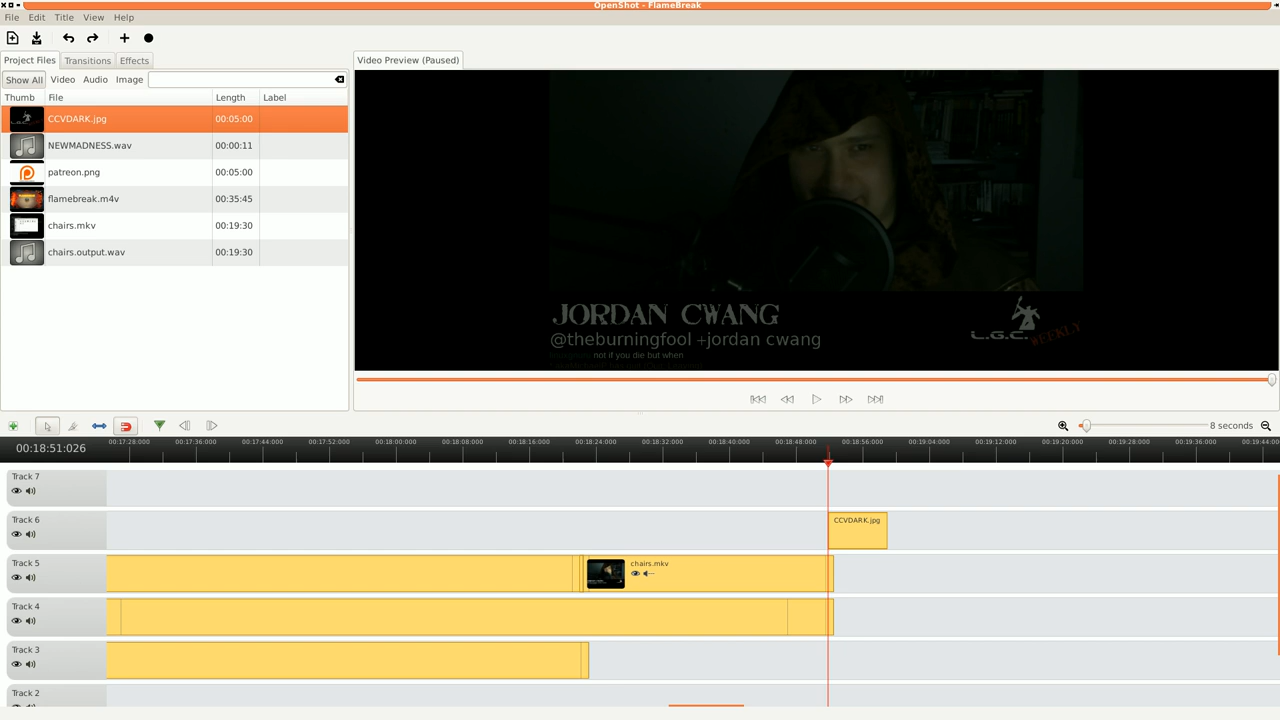 OpenShot - FlameBreak
File Edit Title View Help
Project Files Transitions Effects
Show All Video Audio Image
Thumb File Length Label
CCVDARK.jpg 00:05:00
NEWMADNESS.wav 00:00:11
patreon.png 00:05:00
flamebreak.m4v 00:35:45
chairs.mkv 00:19:30
chairs.output.wav 00:19:30
Video Preview (Paused)
JORDAN CWANG
@theburningfool +jordan cwang
not if you die but when
L.G.C. WEEKLY
8 seconds
00:18:51:026
00:17:28:000 00:17:36:000 00:17:44:000 00:17:52:000 00:18:00:000 00:18:08:000 00:18:16:000 00:18:24:000 00:18:32:000 00:18:40:000 00:18:48:000 00:18:56:000 00:19:04:000 00:19:12:000 00:19:20:000 00:19:28:000 00:19:36:000 00:19:44:000
Track 7
Track 6
CCVDARK.jpg
Track 5
chairs.mkv
Track 4
Track 3
Track 2